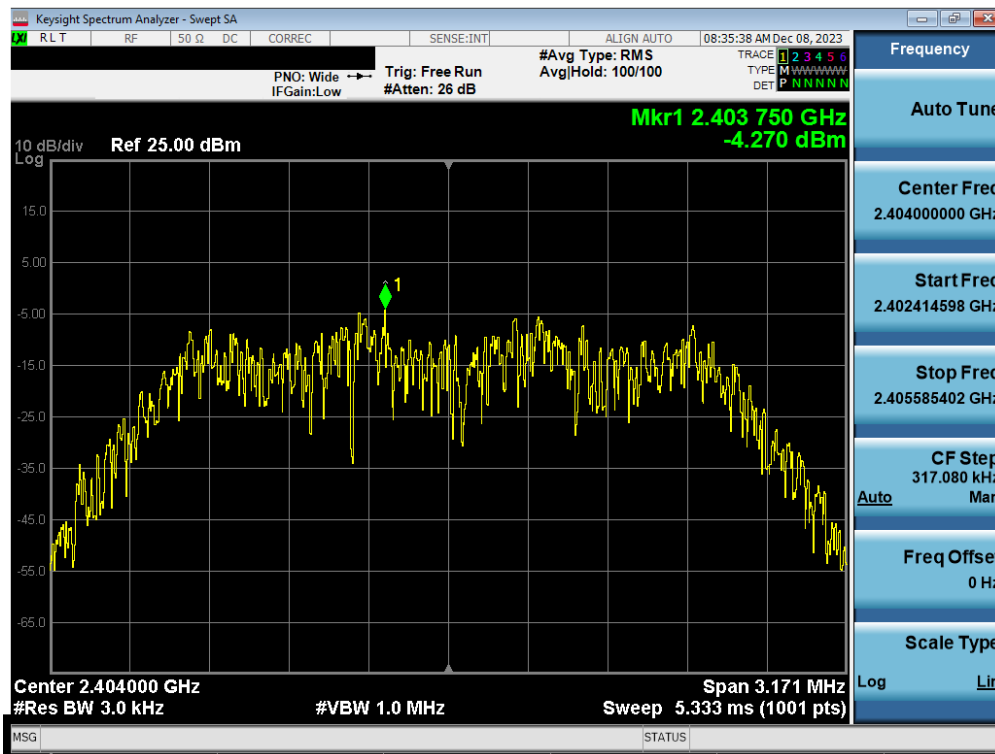 Keysight Spectrum Analyzer - Swept SA
LXI RLT RF 50 Ω DC CORREC SENSE:INT ALIGN AUTO 08:35:38 AM Dec 08, 2023
PNO: Wide
IFGain:Low
Trig: Free Run
#Atten: 26 dB
#Avg Type: RMS
Avg|Hold: 100/100
TRACE 1 2 3 4 5 6
TYPE M WWWWW
DET P N N N N N
Mkr1 2.403 750 GHz
-4.270 dBm
10 dB/div Ref 25.00 dBm
Log
15.0
5.00
1
-5.00
-15.0
-25.0
-35.0
-45.0
-55.0
-65.0
Center 2.404000 GHz Span 3.171 MHz
#Res BW 3.0 kHz #VBW 1.0 MHz Sweep 5.333 ms (1001 pts)
MSG STATUS
Frequency
Auto Tune
Center Freq
2.404000000 GHz
Start Freq
2.402414598 GHz
Stop Freq
2.405585402 GHz
CF Step
317.080 kHz
Auto Man
Freq Offset
0 Hz
Scale Type
Log Lin